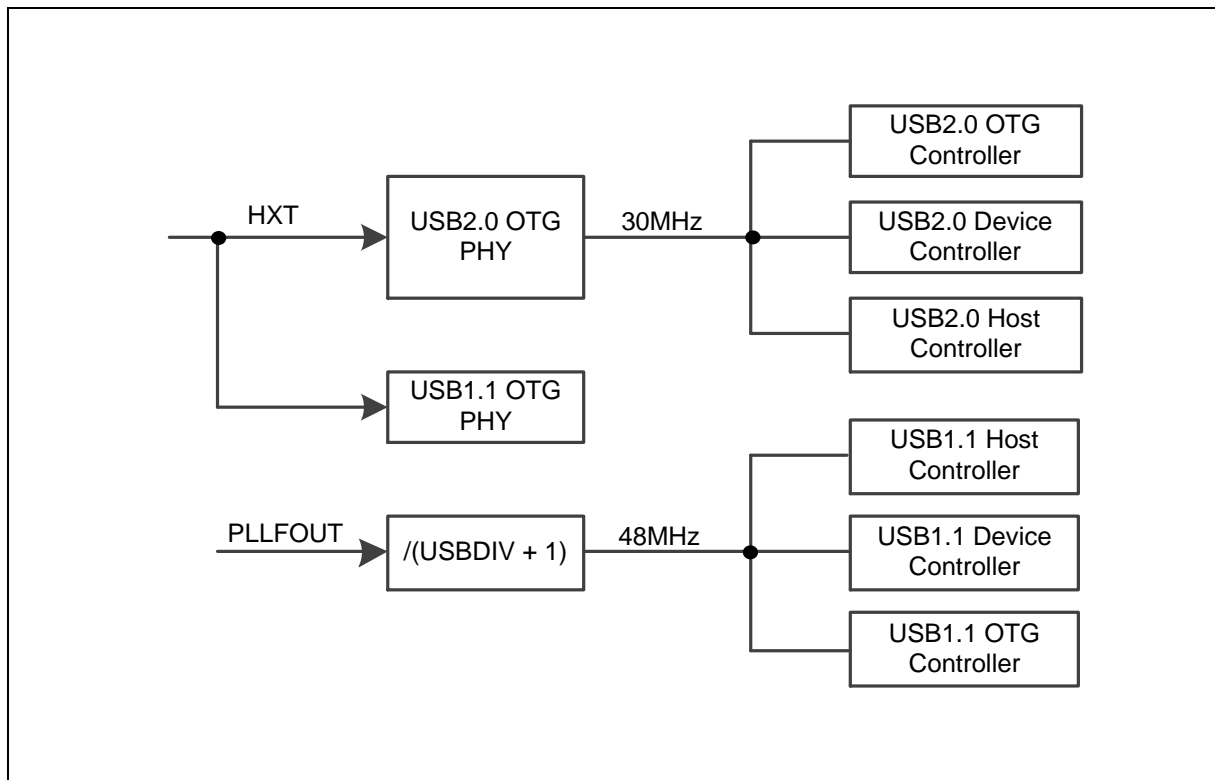 USB2.0 OTG
Controller
HXT
USB2.0 OTG
PHY
30MHz
USB2.0 Device
Controller
USB2.0 Host
Controller
USB1.1 OTG
PHY
USB1.1 Host
Controller
PLLFOUT
/(USBDIV + 1)
48MHz
USB1.1 Device
Controller
USB1.1 OTG
Controller